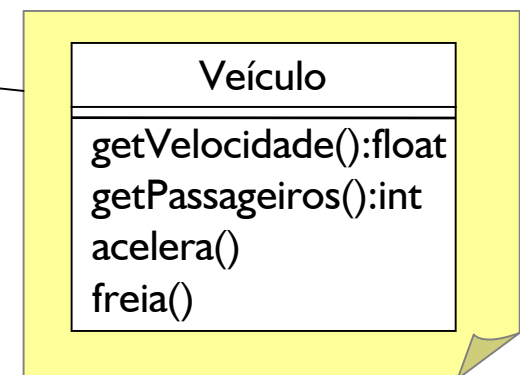 Veículo
getVelocidade():float
getPassageiros():int
acelera()
freia()